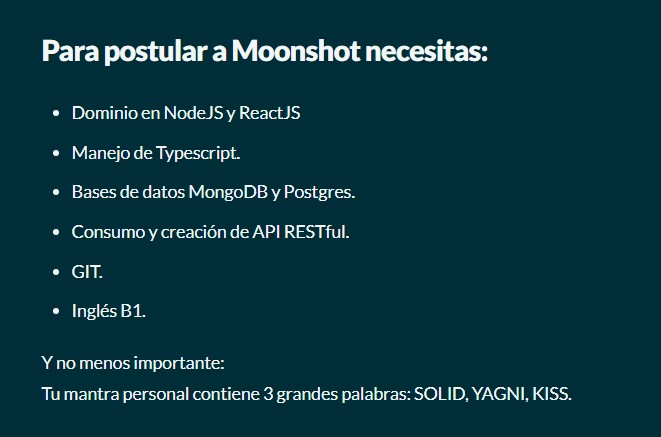 Para postular a Moonshot necesitas:
• Dominio en NodeJS y ReactJS
• Manejo de Typescript.
• Bases de datos MongoDB y Postgres.
• Consumo y creación de API RESTful.
• GIT.
• Inglés B1.
Y no menos importante:
Tu mantra personal contiene 3 grandes palabras: SOLID, YAGNI, KISS.